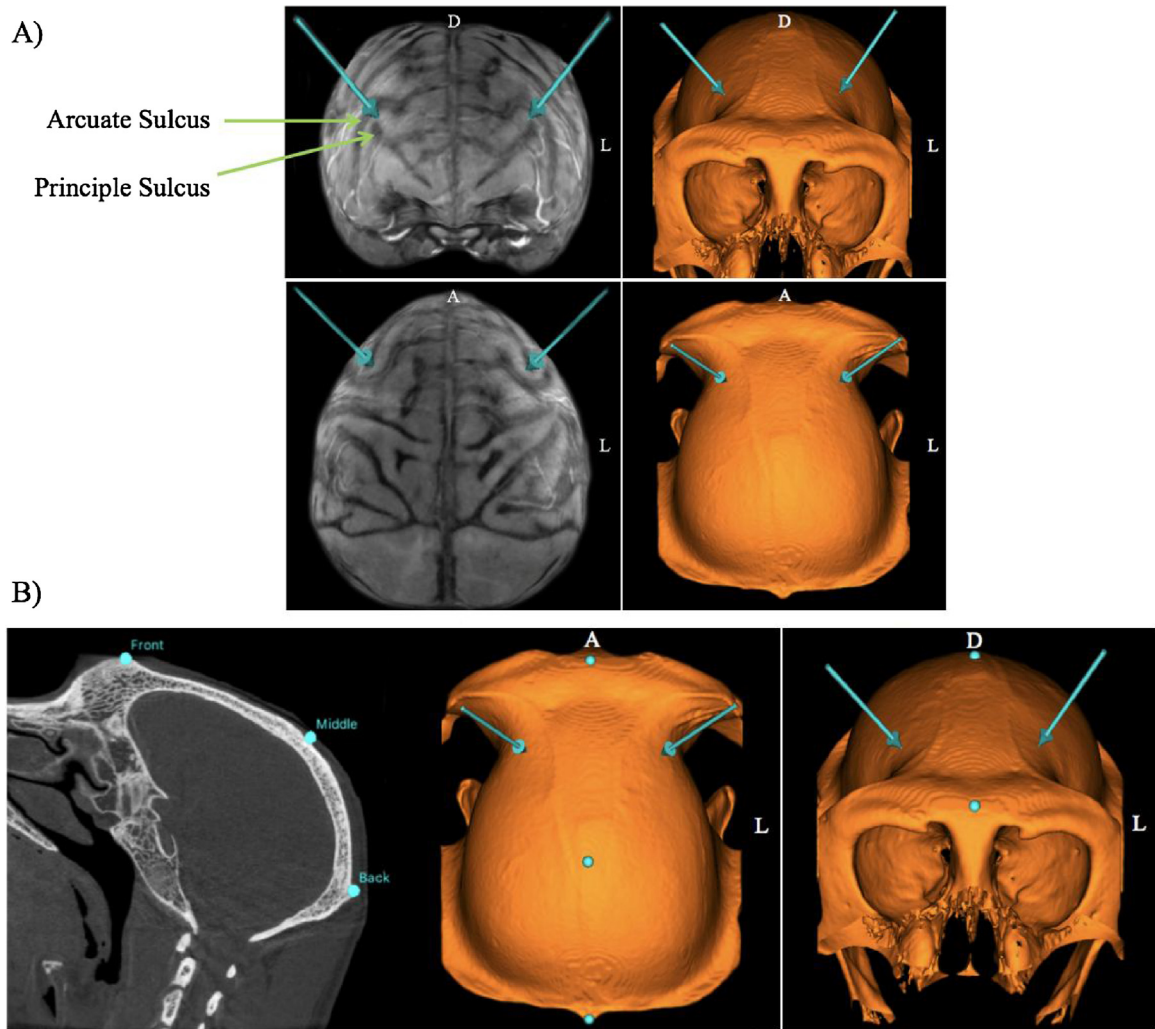 A)
D
D
Arcuate Sulcus
L
L
Principle Sulcus
A
A
L
L
B)
Front
A
D
Middle
L
L
Back